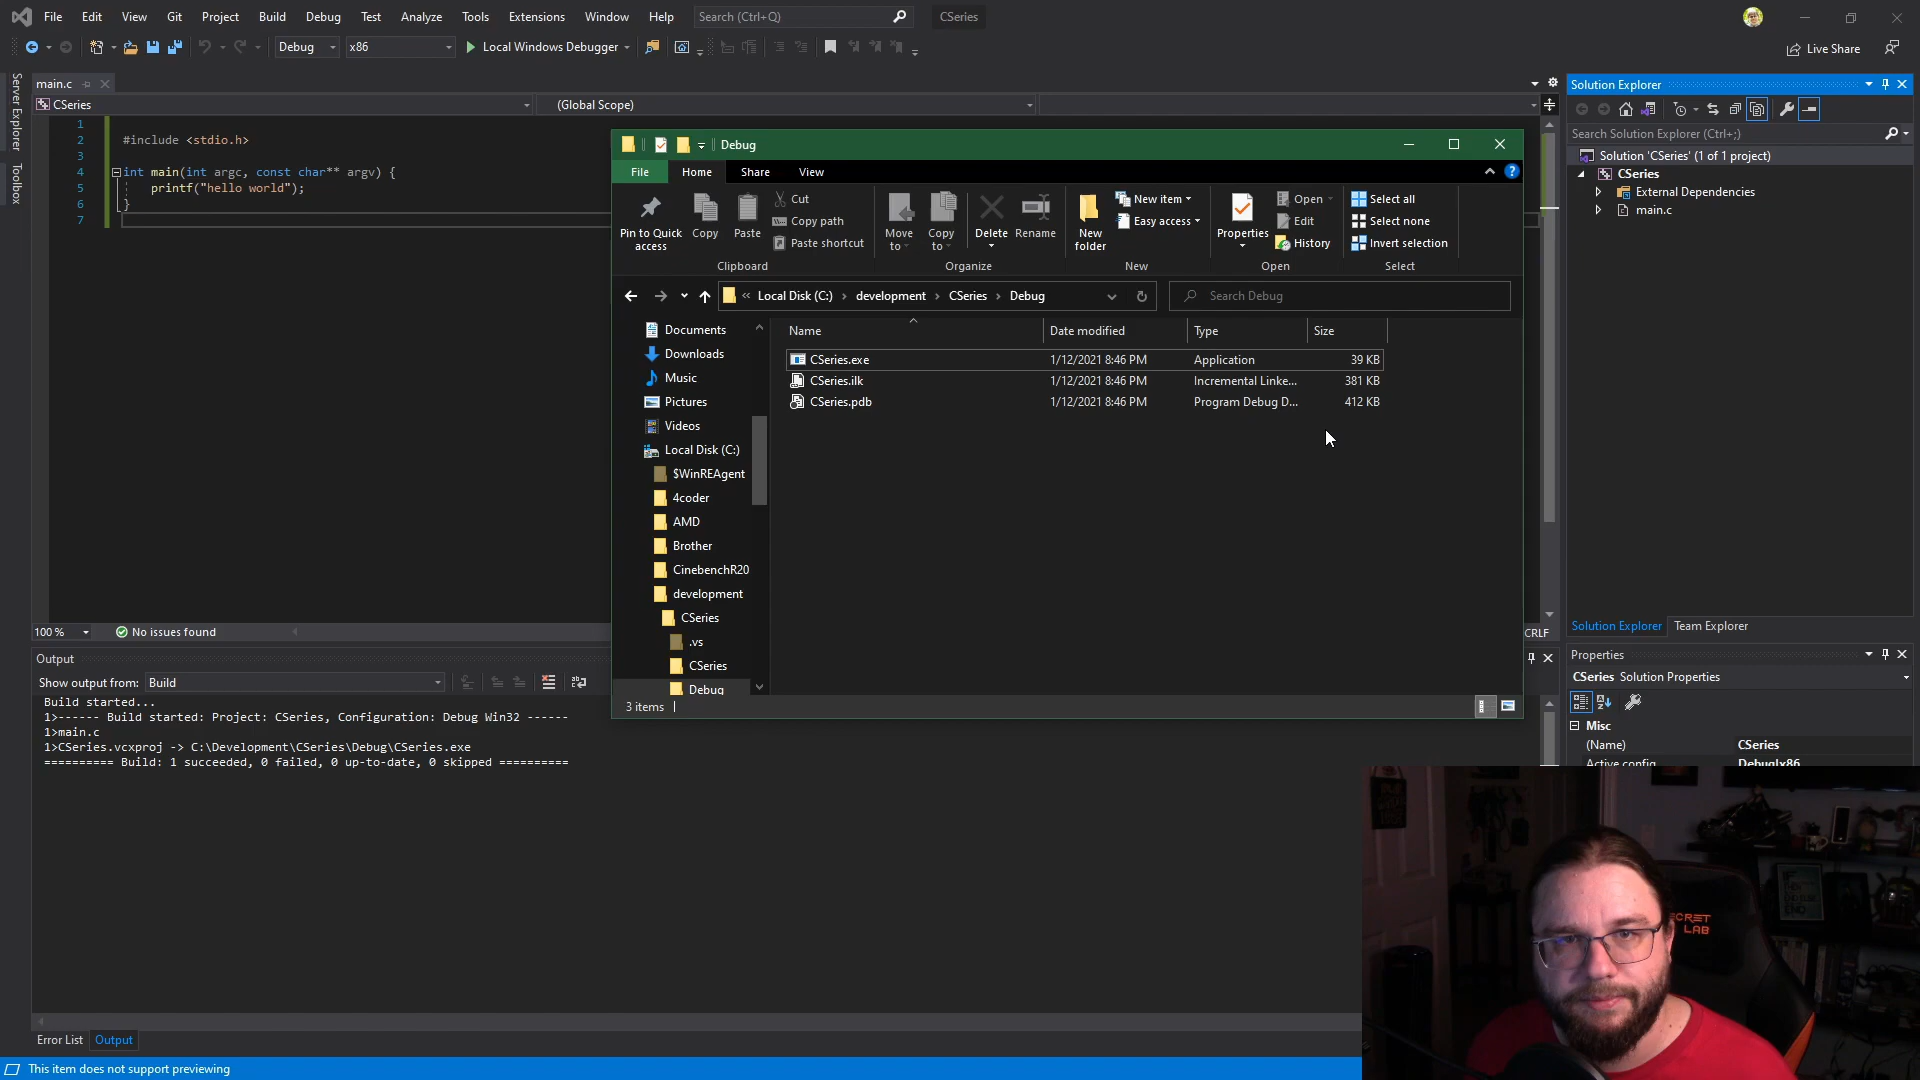 File Edit View Git Project Build Debug Test Analyze Tools Extensions Window Help Search (Ctrl+Q) CSeries
Debug x86 Local Windows Debugger Live Share
Server Explorer
Toolbox
main.c
CSeries (Global Scope)
1
2 #include <stdio.h>
3
4 int main(int argc, const char** argv) {
5 printf("hello world");
6 }
7
100 % No issues found
CRLF
Debug
File Home Share View
Pin to Quick access
Copy
Paste
Cut
Copy path
Paste shortcut
Clipboard
Move to
Copy to
Delete
Rename
Organize
New folder
New item
Easy access
New
Properties
Open
Edit
History
Open
Select all
Select none
Invert selection
Select
« Local Disk (C:) › development › CSeries › Debug
Search Debug
Documents
Downloads
Music
Pictures
Videos
Local Disk (C:)
$WinREAgent
4coder
AMD
Brother
CinebenchR20
development
CSeries
.vs
CSeries
Debug
Name Date modified Type Size
CSeries.exe 1/12/2021 8:46 PM Application 39 KB
CSeries.ilk 1/12/2021 8:46 PM Incremental Linke... 381 KB
CSeries.pdb 1/12/2021 8:46 PM Program Debug D... 412 KB
3 items
Solution Explorer
Search Solution Explorer (Ctrl+;)
Solution 'CSeries' (1 of 1 project)
CSeries
External Dependencies
main.c
Solution Explorer Team Explorer
Properties
CSeries Solution Properties
Misc
(Name) CSeries
Active config Debug|x86
Output
Show output from: Build
Build started...
1>------ Build started: Project: CSeries, Configuration: Debug Win32 ------
1>main.c
1>CSeries.vcxproj -> C:\Development\CSeries\Debug\CSeries.exe
========== Build: 1 succeeded, 0 failed, 0 up-to-date, 0 skipped ==========
Error List Output
This item does not support previewing
CRET
LAB